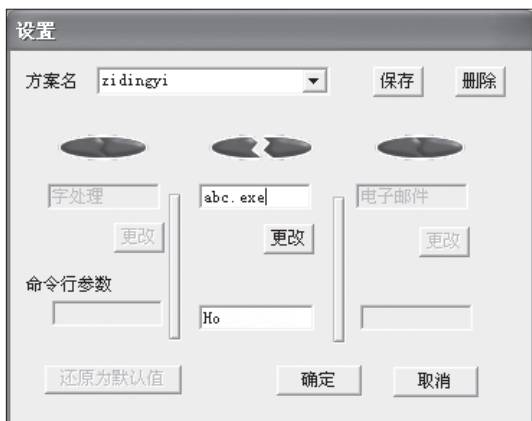 设置
方案名 zidingyi 保存 删除
字处理 abc.exe 电子邮件
更改 更改 更改
命令行参数
Ho
还原为默认值 确定 取消